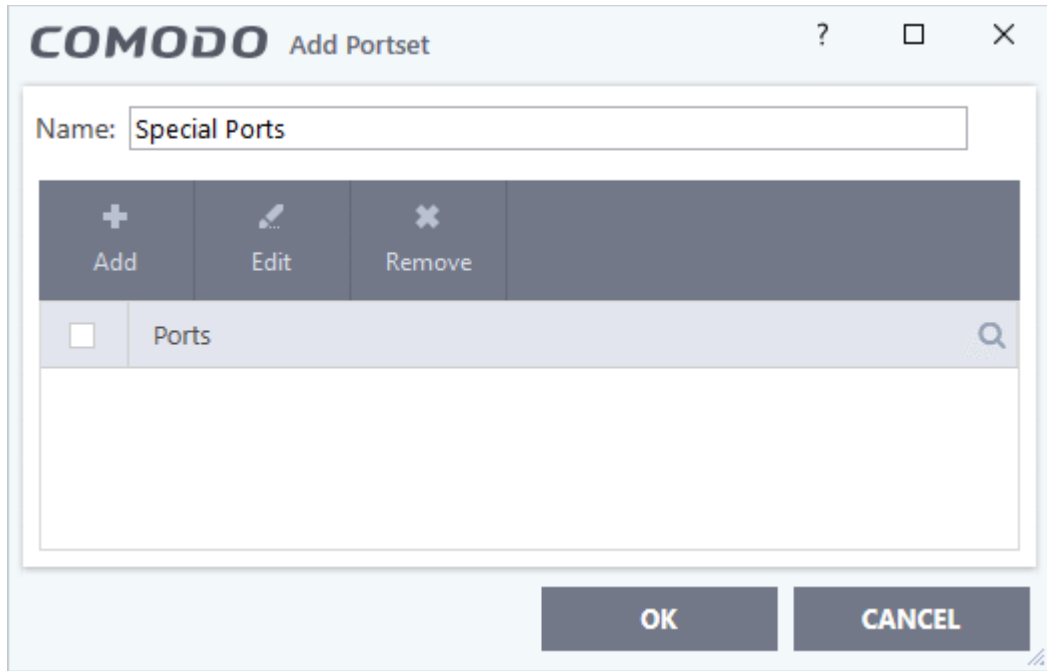 COMODO Add Portset ?
Name: Special Ports
Add Edit Remove
Ports
OK CANCEL